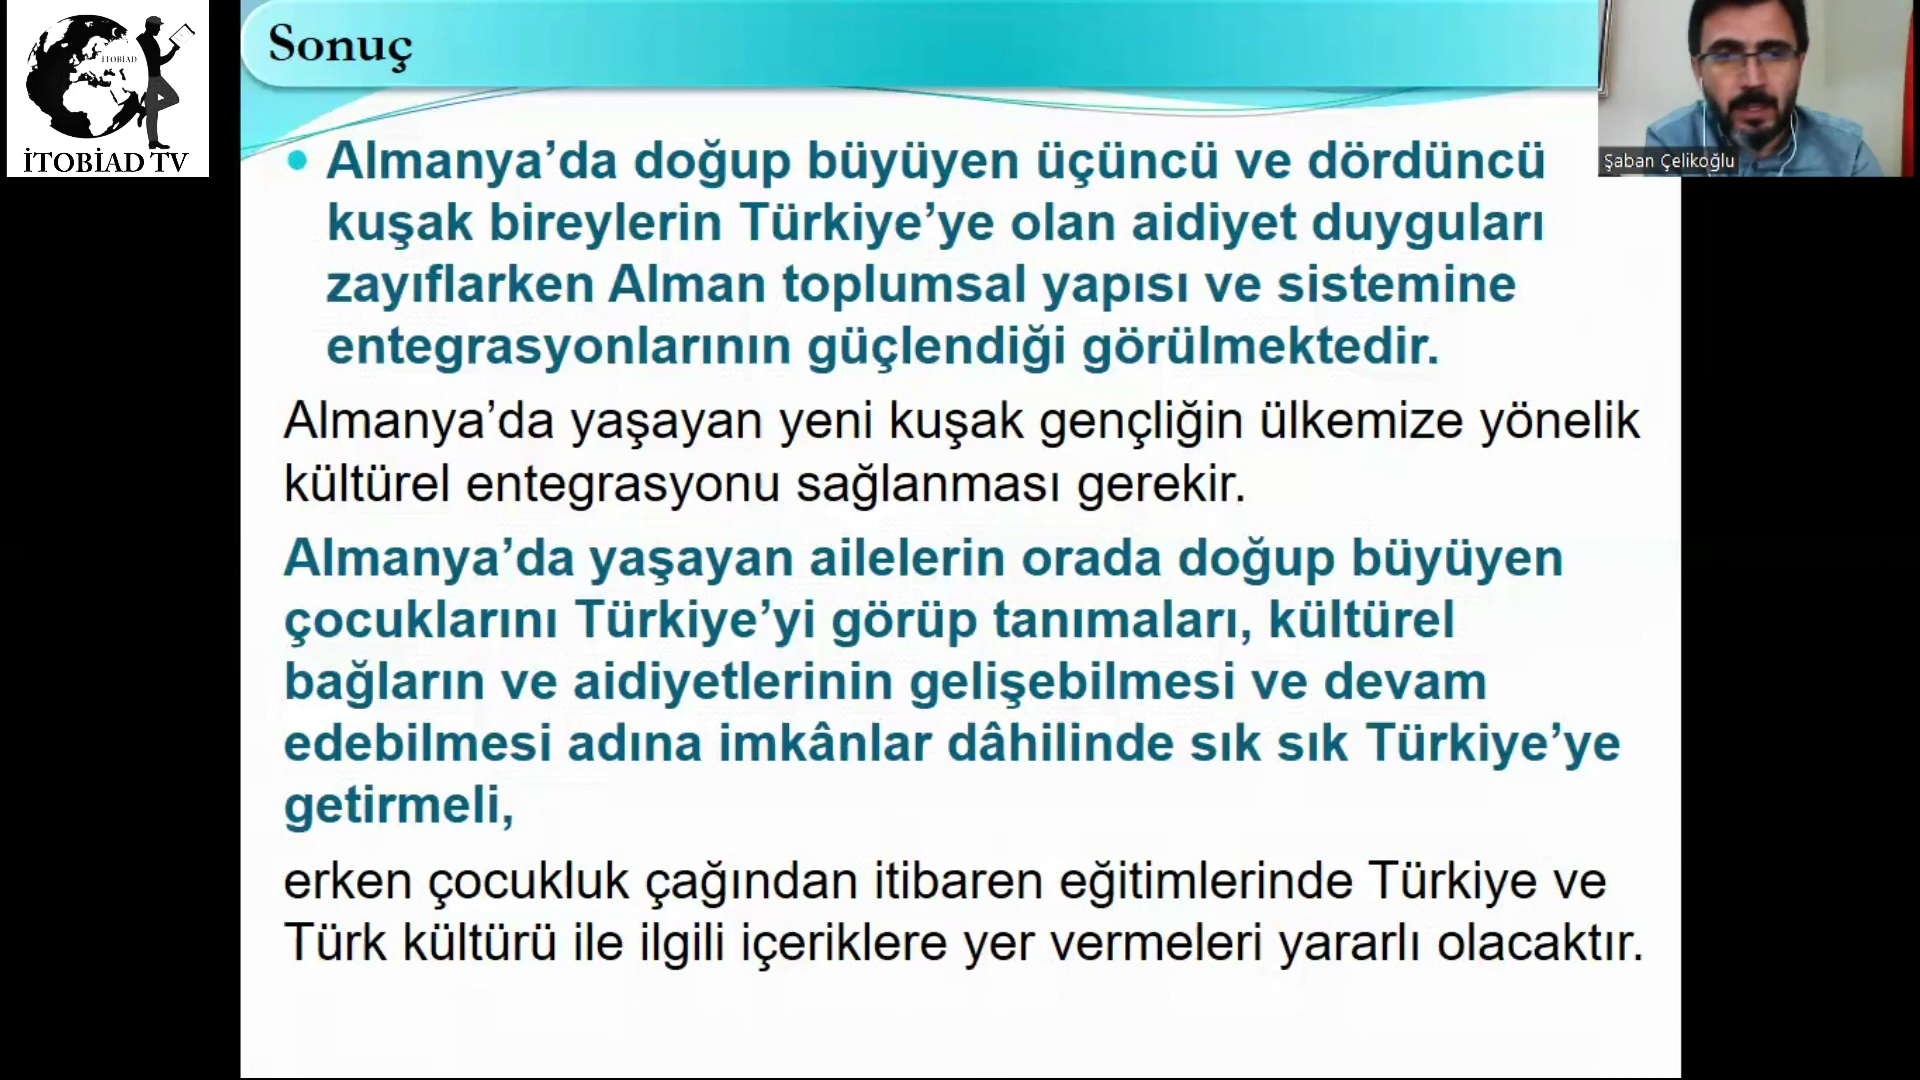 İTOBİAD
İTOBİAD TV
Sonuç
Şaban Çelikoğlu
• Almanya’da doğup büyüyen üçüncü ve dördüncü
kuşak bireylerin Türkiye’ye olan aidiyet duyguları
zayıflarken Alman toplumsal yapısı ve sistemine
entegrasyonlarının güçlendiği görülmektedir.
Almanya’da yaşayan yeni kuşak gençliğin ülkemize yönelik
kültürel entegrasyonu sağlanması gerekir.
Almanya’da yaşayan ailelerin orada doğup büyüyen
çocuklarını Türkiye’yi görüp tanımaları, kültürel
bağların ve aidiyetlerinin gelişebilmesi ve devam
edebilmesi adına imkânlar dâhilinde sık sık Türkiye’ye
getirmeli,
erken çocukluk çağından itibaren eğitimlerinde Türkiye ve
Türk kültürü ile ilgili içeriklere yer vermeleri yararlı olacaktır.